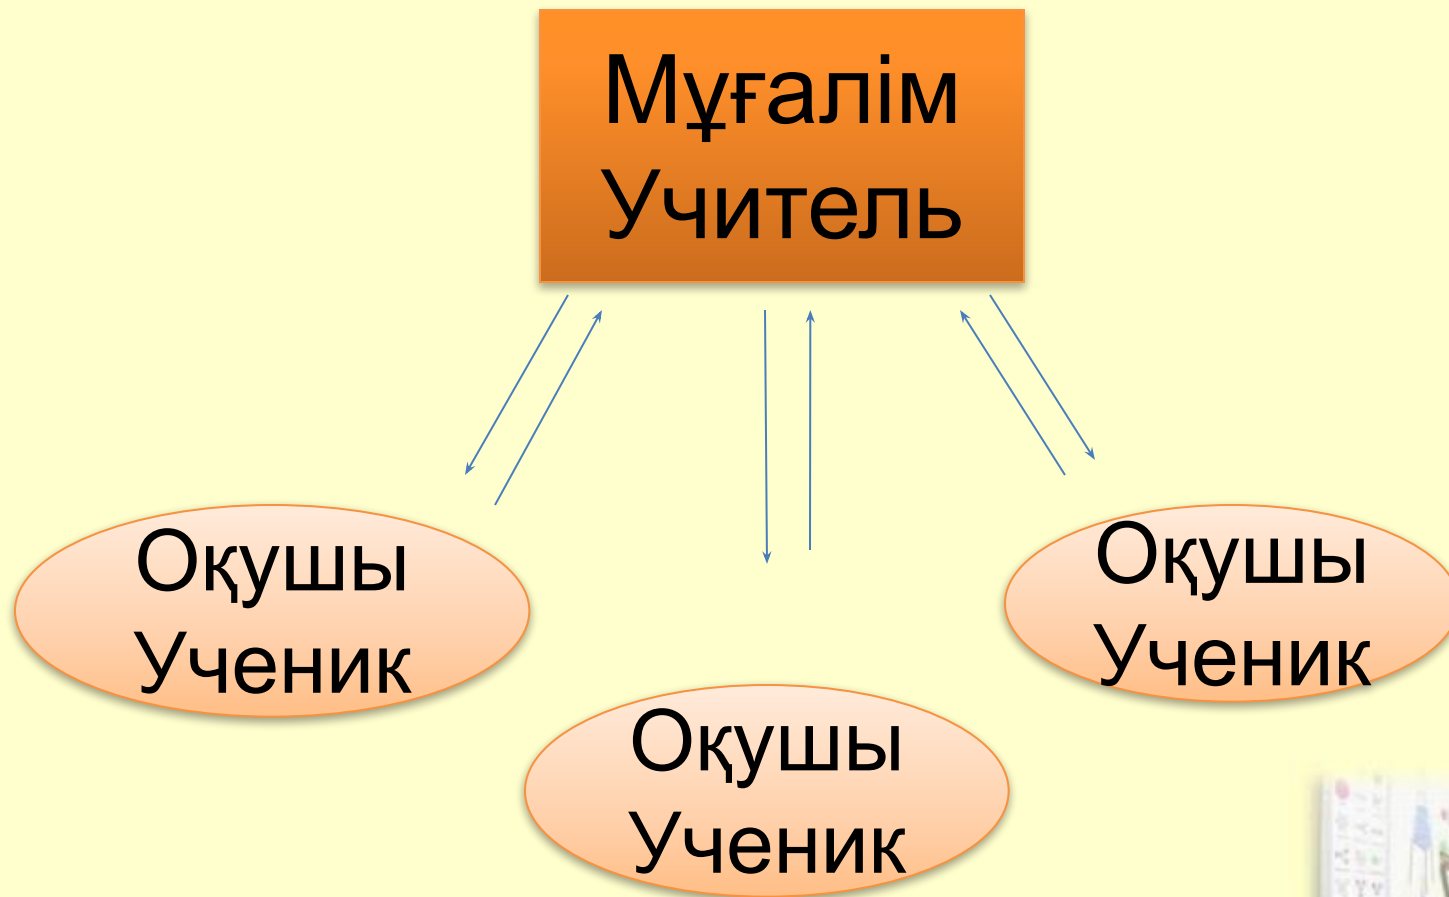 Мұғалім
Учитель
Оқушы
Ученик
Оқушы
Ученик
Оқушы
Ученик